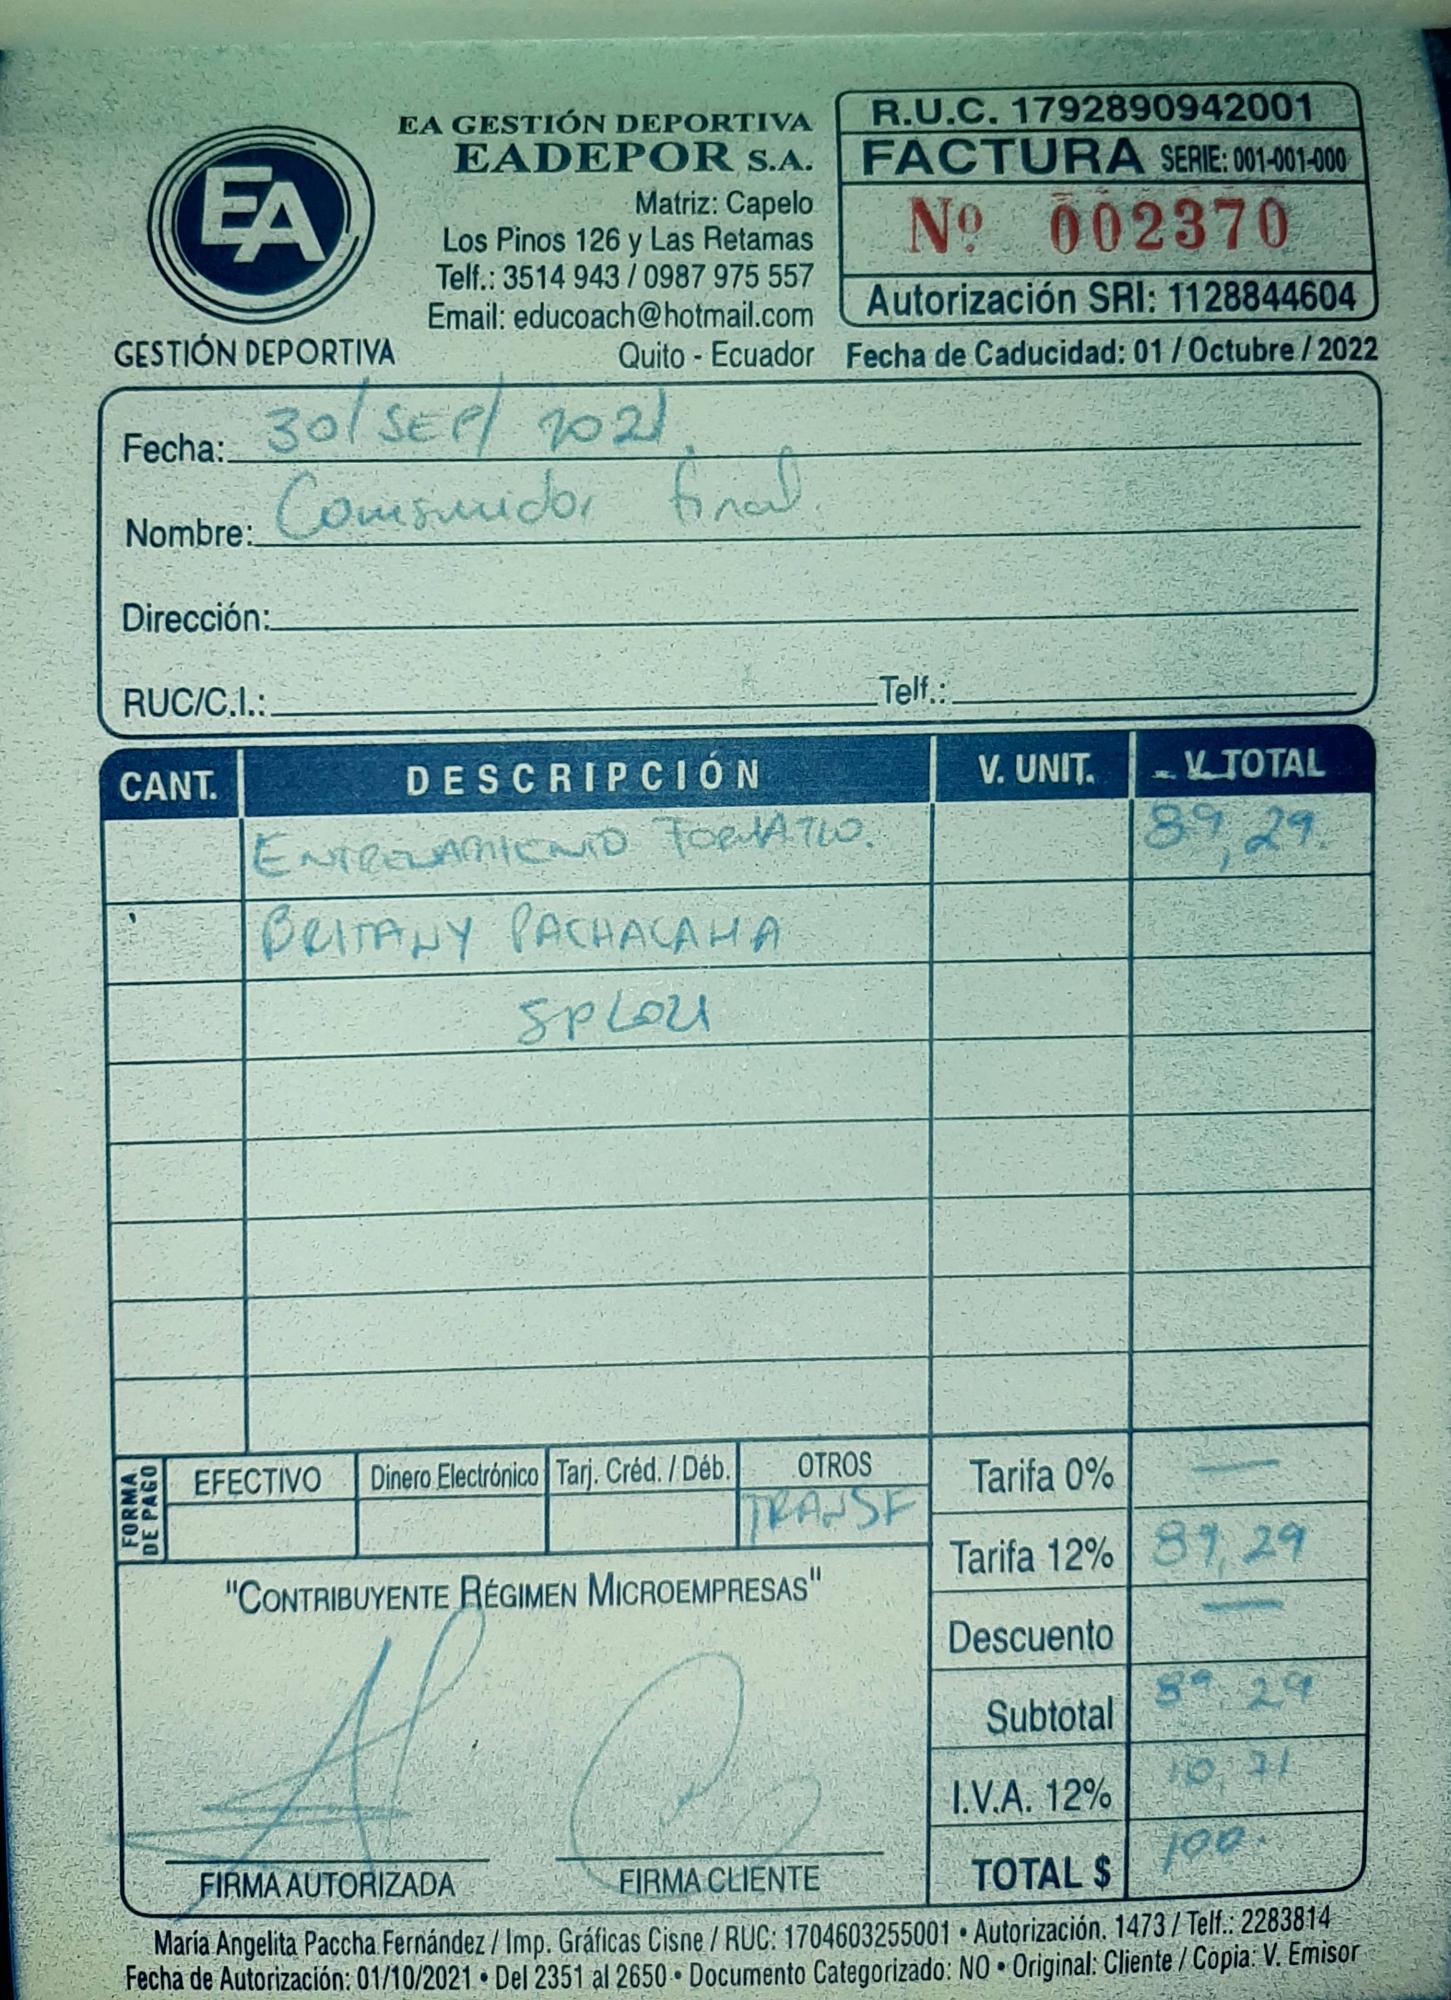 EA
GESTIÓN DEPORTIVA
EA GESTIÓN DEPORTIVA
EADEPOR S.A.
Matriz: Capelo
Los Pinos 126 y Las Retamas
Telf.: 3514 943 / 0987 975 557
Email: educoach@hotmail.com
Quito - Ecuador
R.U.C. 1792890942001
FACTURA SERIE: 001-001-000
Nº 002370
Autorización SRI: 1128844604
Fecha de Caducidad: 01 / Octubre / 2022
Fecha: 30/SEP/2021
Nombre: Consumidor final.
Dirección:
RUC/C.I.: Telf.:
CANT. DESCRIPCIÓN V. UNIT. V. TOTAL
ENTRENAMIENTO 89,29.
BRITANY PACHACAMA
FORMA DE PAGO
EFECTIVO Dinero Electrónico Tarj. Créd. / Déb. OTROS
TRANSF
Tarifa 0% —
Tarifa 12% 89,29
Descuento —
Subtotal 89,29
I.V.A. 12% 10,71
TOTAL $ 100.
"CONTRIBUYENTE RÉGIMEN MICROEMPRESAS"
FIRMA AUTORIZADA FIRMA CLIENTE
María Angelita Paccha Fernández / Imp. Gráficas Cisne / RUC: 1704603255001 • Autorización. 1473 / Telf.: 2283814
Fecha de Autorización: 01/10/2021 • Del 2351 al 2650 • Documento Categorizado: NO • Original: Cliente / Copia: V. Emisor